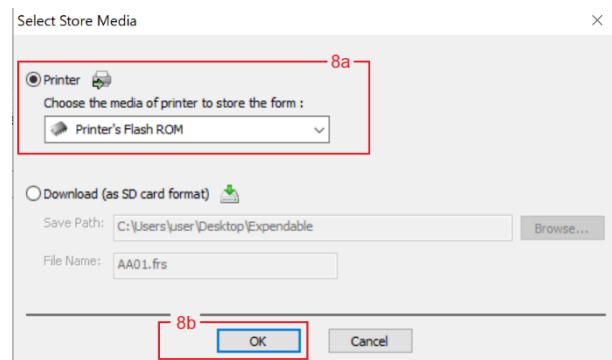 Select Store Media
8a
Printer
Choose the media of printer to store the form :
Printer's Flash ROM
Download (as SD card format)
Save Path: C:\Users\user\Desktop\Expendable Browse...
File Name: AA01.frs
8b
OK Cancel